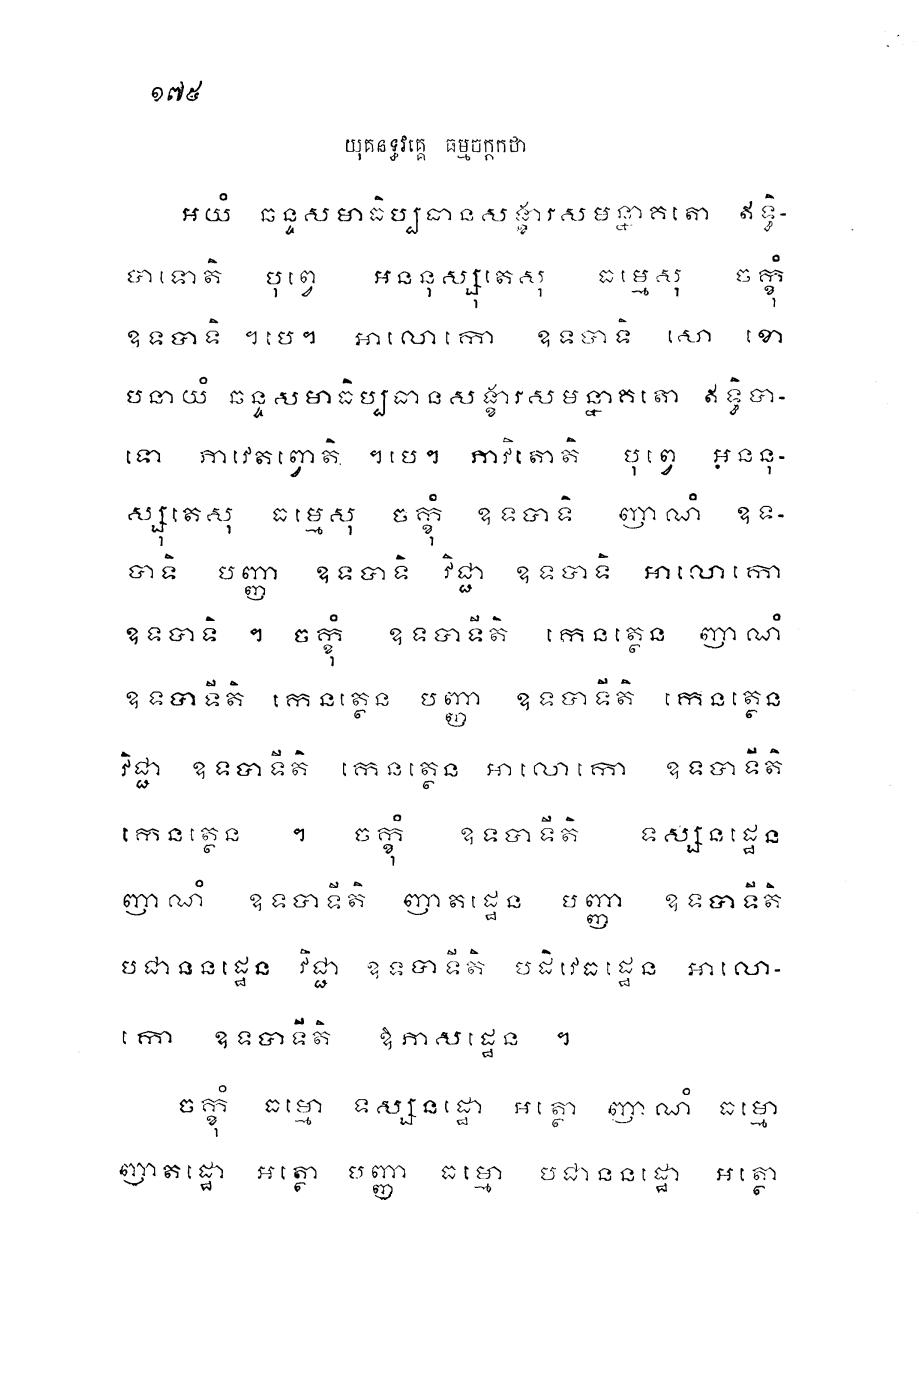 ១៧៥
យុគនទ្ធវគ្គេ ធម្មចក្កកថា
អយំ ឆន្ទសមាធិប្បធានសង្ខារសមន្នាគតោ ឥទ្ធិ-
បាទោតិ បុព្វេ អននុស្សុតេសុ ធម្មេសុ ចក្ខុំ
ឧទបាទិ ។បេ។ អាលោកោ ឧទបាទិ សោ ខោ
បនាយំ ឆន្ទសមាធិប្បធានសង្ខារសមន្នាគតោ ឥទ្ធិបា-
ទោ ភាវេតព្វោតិ ។បេ។ ភាវិតោតិ បុព្វេ អននុ-
ស្សុតេសុ ធម្មេសុ ចក្ខុំ ឧទបាទិ ញាណំ ឧទ-
បាទិ បញ្ញា ឧទបាទិ វិជ្ជា ឧទបាទិ អាលោកោ
ឧទបាទិ ។ ចក្ខុំ ឧទបាទីតិ កេនត្ថេន ញាណំ
ឧទបាទីតិ កេនត្ថេន បញ្ញា ឧទបាទីតិ កេនត្ថេន
វិជ្ជា ឧទបាទីតិ កេនត្ថេន អាលោកោ ឧទបាទីតិ
កេនត្ថេន ។ ចក្ខុំ ឧទបាទីតិ ទស្សនដ្ឋេន
ញាណំ ឧទបាទីតិ ញាតដ្ឋេន បញ្ញា ឧទបាទីតិ
បជាននដ្ឋេន វិជ្ជា ឧទបាទីតិ បដិវេធដ្ឋេន អាលោ-
កោ ឧទបាទីតិ ឱភាសដ្ឋេន ។
ចក្ខុំ ធម្មោ ទស្សនដ្ឋោ អត្ថោ ញាណំ ធម្មោ
ញាតដ្ឋោ អត្ថោ បញ្ញា ធម្មោ បជាននដ្ឋោ អត្ថោ